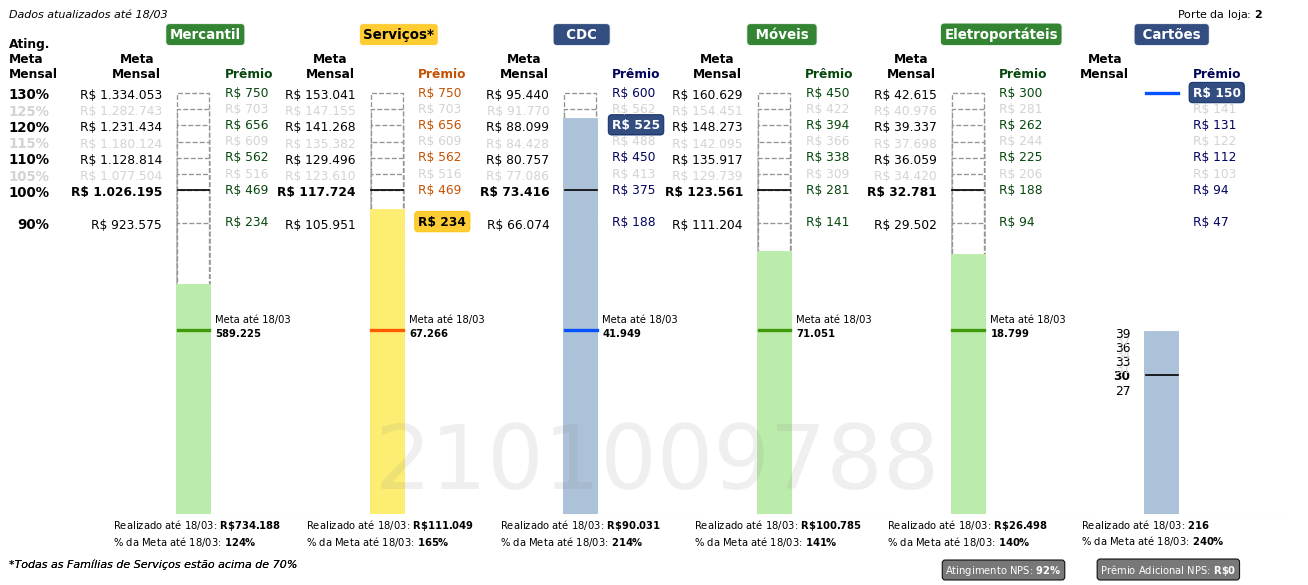 Dados atualizados até 18/03
Porte da loja: 2
Mercantil Serviços* CDC Móveis Eletroportáteis Cartões
Ating. Meta Mensal
Meta Mensal Prêmio Meta Mensal Prêmio Meta Mensal Prêmio Meta Mensal Prêmio Meta Mensal Prêmio Meta Mensal Prêmio
130% R$ 1.334.053 R$ 750 R$ 153.041 R$ 750 R$ 95.440 R$ 600 R$ 160.629 R$ 450 R$ 42.615 R$ 300 R$ 150
125% R$ 1.282.743 R$ 703 R$ 147.155 R$ 703 R$ 91.770 R$ 562 R$ 154.451 R$ 422 R$ 40.976 R$ 281 R$ 141
120% R$ 1.231.434 R$ 656 R$ 141.268 R$ 656 R$ 88.099 R$ 525 R$ 148.273 R$ 394 R$ 39.337 R$ 262 R$ 131
115% R$ 1.180.124 R$ 609 R$ 135.382 R$ 609 R$ 84.428 R$ 488 R$ 142.095 R$ 366 R$ 37.698 R$ 244 R$ 122
110% R$ 1.128.814 R$ 562 R$ 129.496 R$ 562 R$ 80.757 R$ 450 R$ 135.917 R$ 338 R$ 36.059 R$ 225 R$ 112
105% R$ 1.077.504 R$ 516 R$ 123.610 R$ 516 R$ 77.086 R$ 413 R$ 129.739 R$ 309 R$ 34.420 R$ 206 R$ 103
100% R$ 1.026.195 R$ 469 R$ 117.724 R$ 469 R$ 73.416 R$ 375 R$ 123.561 R$ 281 R$ 32.781 R$ 188 R$ 94
90% R$ 923.575 R$ 234 R$ 105.951 R$ 234 R$ 66.074 R$ 188 R$ 111.204 R$ 141 R$ 29.502 R$ 94 R$ 47
Meta até 18/03 Meta até 18/03 Meta até 18/03 Meta até 18/03 Meta até 18/03
589.225 67.266 41.949 71.051 18.799
39
36
33
30
27
2101009788
Realizado até 18/03: R$734.188 Realizado até 18/03: R$111.049 Realizado até 18/03: R$90.031 Realizado até 18/03: R$100.785 Realizado até 18/03: R$26.498 Realizado até 18/03: 216
% da Meta até 18/03: 124% % da Meta até 18/03: 165% % da Meta até 18/03: 214% % da Meta até 18/03: 141% % da Meta até 18/03: 140% % da Meta até 18/03: 240%
*Todas as Famílias de Serviços estão acima de 70%
Atingimento NPS: 92% Prêmio Adicional NPS: R$0